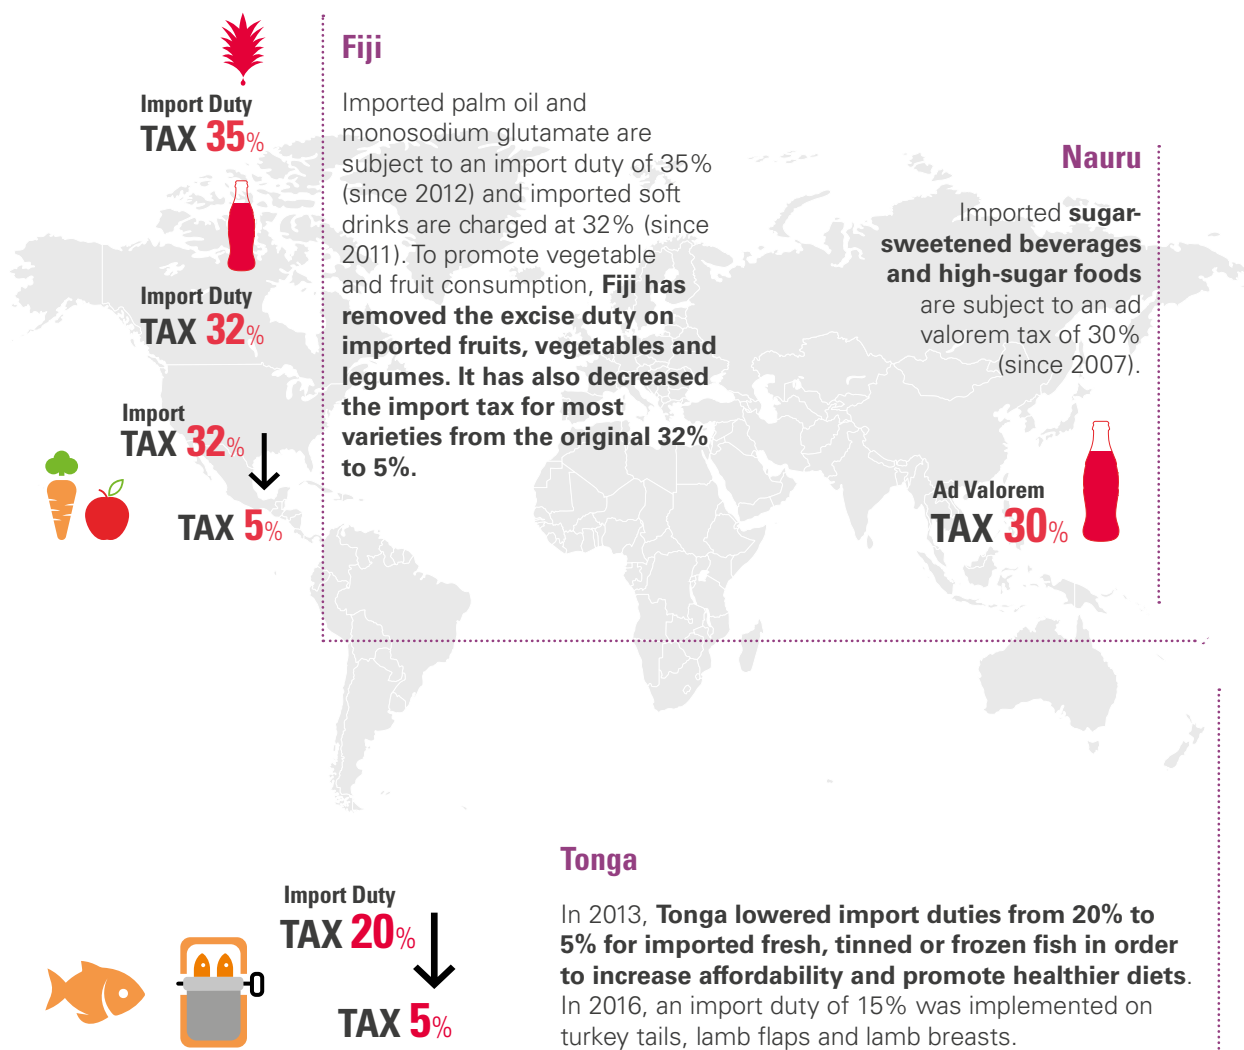 Import Duty
TAX 35%
Import Duty
TAX 32%
Import
TAX 32%
TAX 5%
Fiji
Imported palm oil and
monosodium glutamate are
subject to an import duty of 35%
(since 2012) and imported soft
drinks are charged at 32% (since
2011). To promote vegetable
and fruit consumption, Fiji has
removed the excise duty on
imported fruits, vegetables and
legumes. It has also decreased
the import tax for most
varieties from the original 32%
to 5%.
Nauru
Imported sugar-
sweetened beverages
and high-sugar foods
are subject to an ad
valorem tax of 30%
(since 2007).
Ad Valorem
TAX 30%
Import Duty
TAX 20%
TAX 5%
Tonga
In 2013, Tonga lowered import duties from 20% to
5% for imported fresh, tinned or frozen fish in order
to increase affordability and promote healthier diets.
In 2016, an import duty of 15% was implemented on
turkey tails, lamb flaps and lamb breasts.